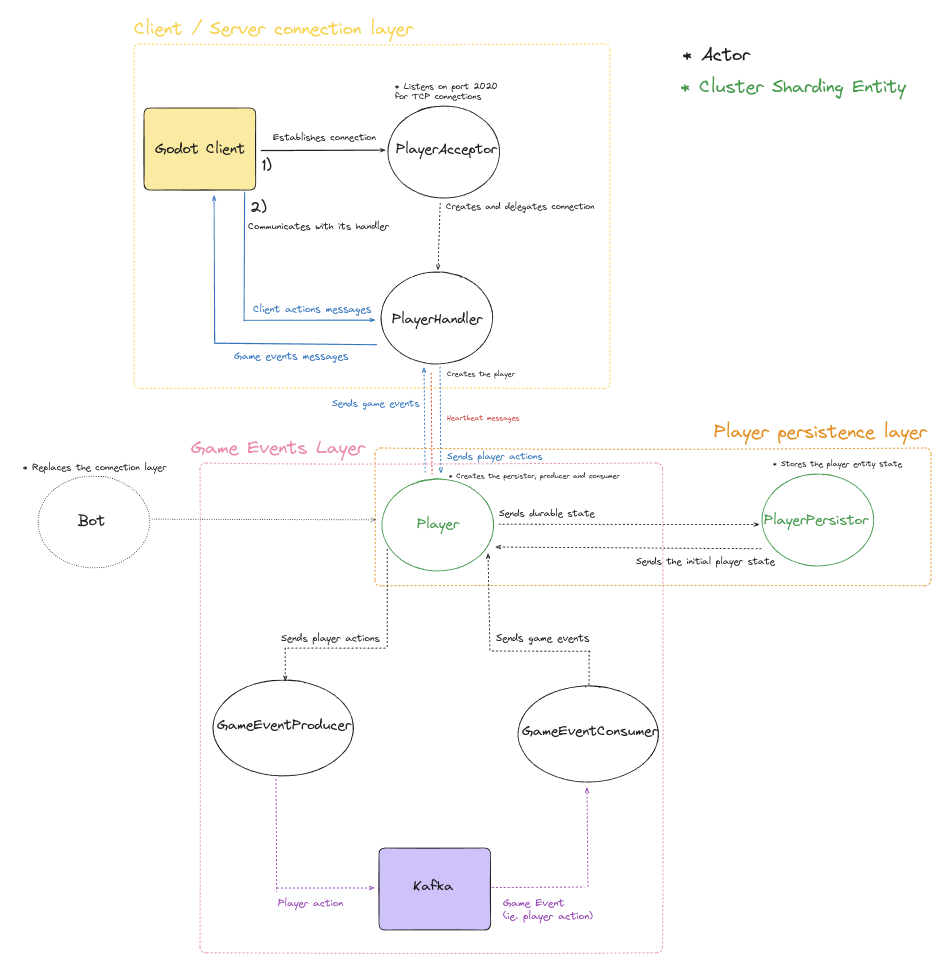 Client / Server connection layer
* Actor
* Cluster Sharding Entity
* Listens on port 2020
for TCP connections
Godot Client
Establishes connection
1)
PlayerAcceptor
2)
Communicates with its handler
Creates and delegates connection
Client actions messages
PlayerHandler
Game events messages
Creates the player
Sends game events
Heartbeat messages
Sends player actions
Game Events Layer
Player persistence layer
* Replaces the connection layer
* Stores the player entity state
* Creates the persistor, producer and consumer
Bot
Player
Sends durable state
PlayerPersistor
Sends the initial player state
Sends player actions
Sends game events
GameEventProducer
GameEventConsumer
Kafka
Player action
Game Event
(ie. player action)